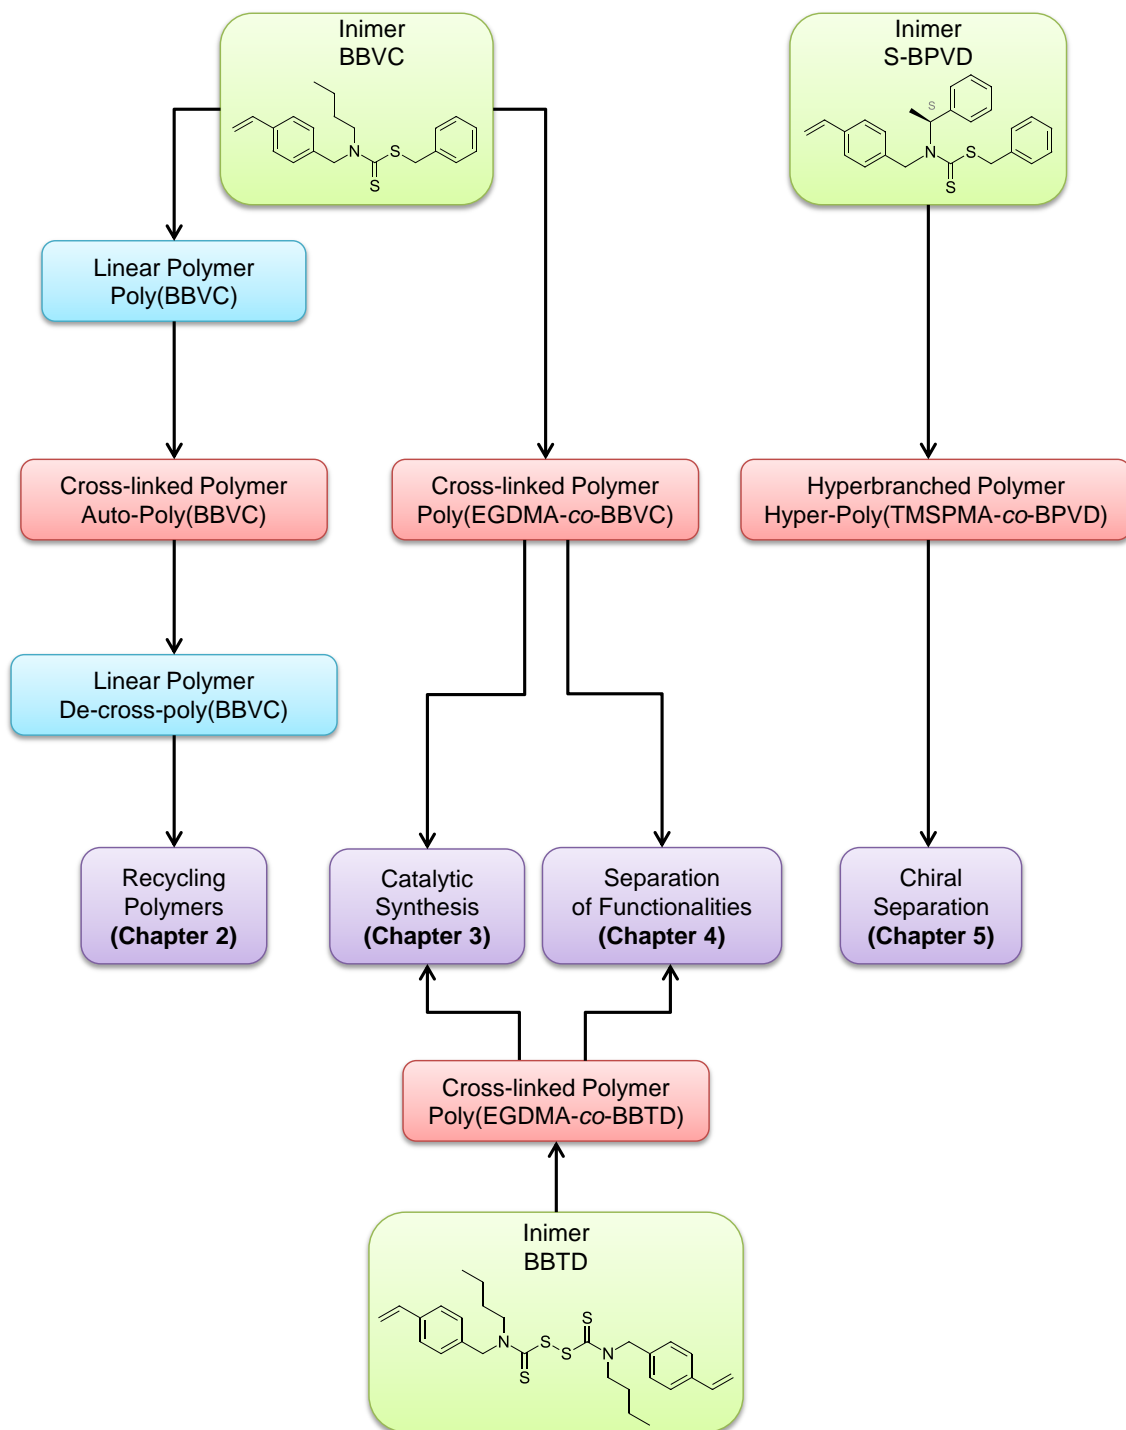 Inimer
BBVC
N
S
S
Inimer
S-BPVD
S
N
S
S
Linear Polymer
Poly(BBVC)
Cross-linked Polymer
Auto-Poly(BBVC)
Cross-linked Polymer
Poly(EGDMA-co-BBVC)
Hyperbranched Polymer
Hyper-Poly(TMSPMA-co-BPVD)
Linear Polymer
De-cross-poly(BBVC)
Recycling
Polymers
(Chapter 2)
Catalytic
Synthesis
(Chapter 3)
Separation
of Functionalities
(Chapter 4)
Chiral
Separation
(Chapter 5)
Cross-linked Polymer
Poly(EGDMA-co-BBTD)
Inimer
BBTD
S
N
S
S
N
S